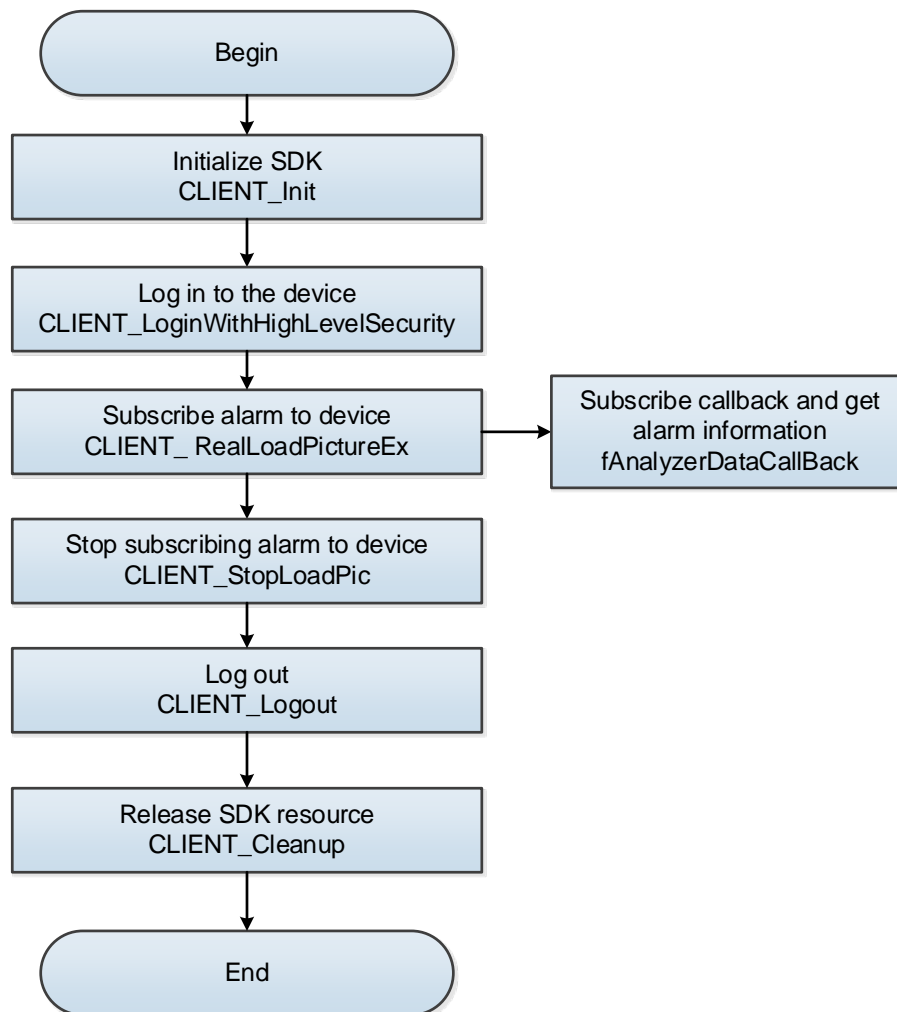 Begin
Initialize SDK
CLIENT_Init
Log in to the device
CLIENT_LoginWithHighLevelSecurity
Subscribe alarm to device
CLIENT_ RealLoadPictureEx
Subscribe callback and get
alarm information
fAnalyzerDataCallBack
Stop subscribing alarm to device
CLIENT_StopLoadPic
Log out
CLIENT_Logout
Release SDK resource
CLIENT_Cleanup
End